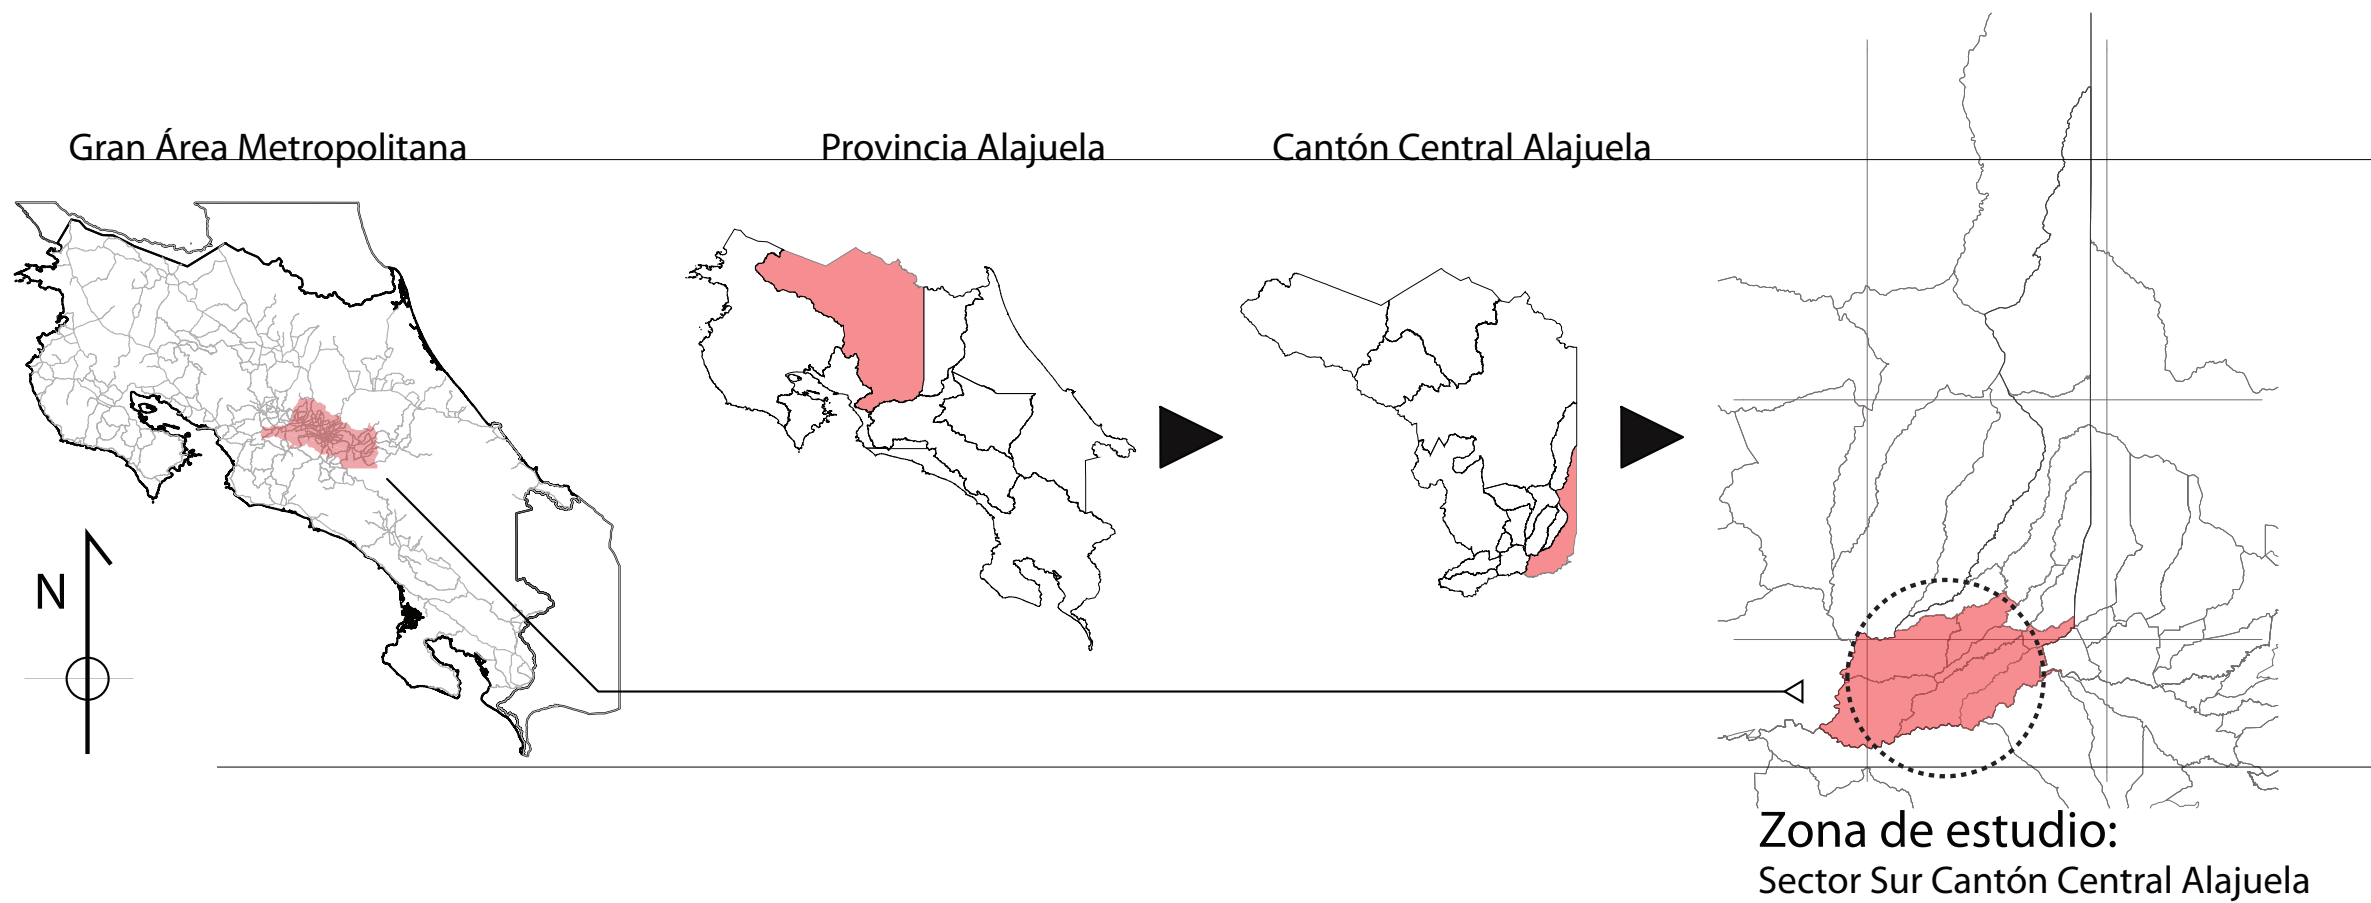 Gran Área Metropolitana
Provincia Alajuela
Cantón Central Alajuela
N
Zona de estudio:
Sector Sur Cantón Central Alajuela